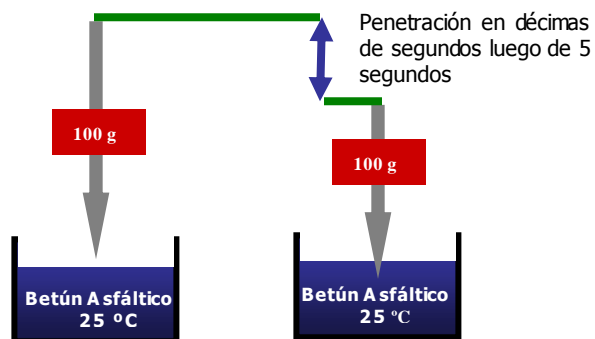 Penetración en décimas
de segundos luego de 5
segundos
100 g
100 g
Betún Asfáltico
25 ºC
Betún Asfáltico
25 ºC